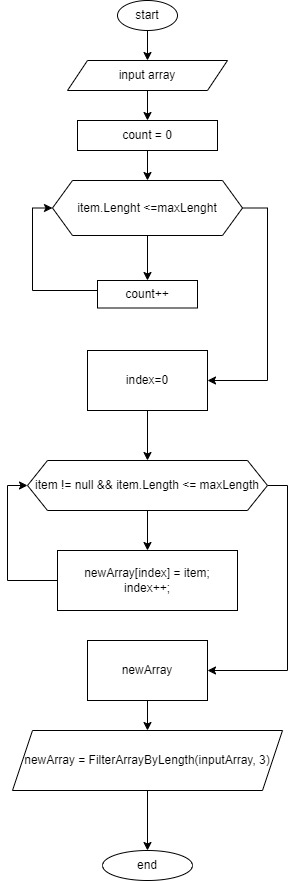 start
input array
count = 0
item.Lenght <=maxLenght
count++
index=0
item != null && item.Length <= maxLength
newArray[index] = item;
index++;
newArray
newArray = FilterArrayByLength(inputArray, 3)
end